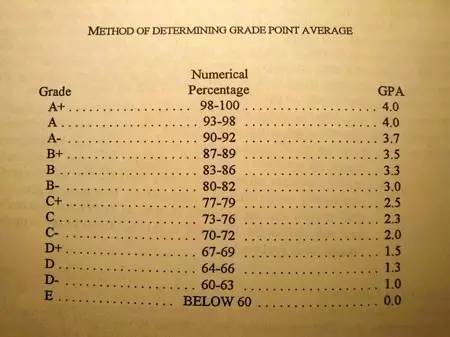 METHOD OF DETERMINING GRADE POINT AVERAGE
Numerical
Grade Percentage GPA
A+ 98-100 4.0
A 93-98 4.0
A- 90-92 3.7
B+ 87-89 3.5
B 83-86 3.3
B- 80-82 3.0
C+ 77-79 2.5
C 73-76 2.3
C- 70-72 2.0
D+ 67-69 1.5
D 64-66 1.3
D- 60-63 1.0
E BELOW 60 0.0